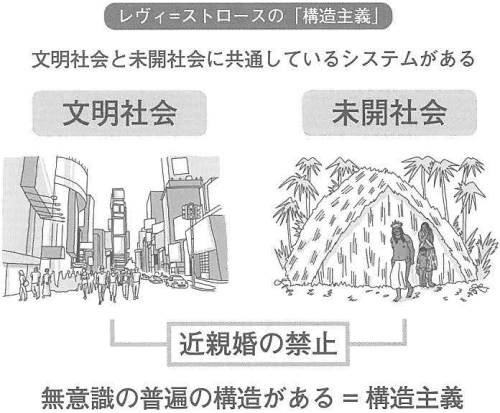 レヴィ=ストロースの「構造主義」
文明社会と未開社会に共通しているシステムがある
文明社会
未開社会
近親婚の禁止
無意識の普遍の構造がある = 構造主義